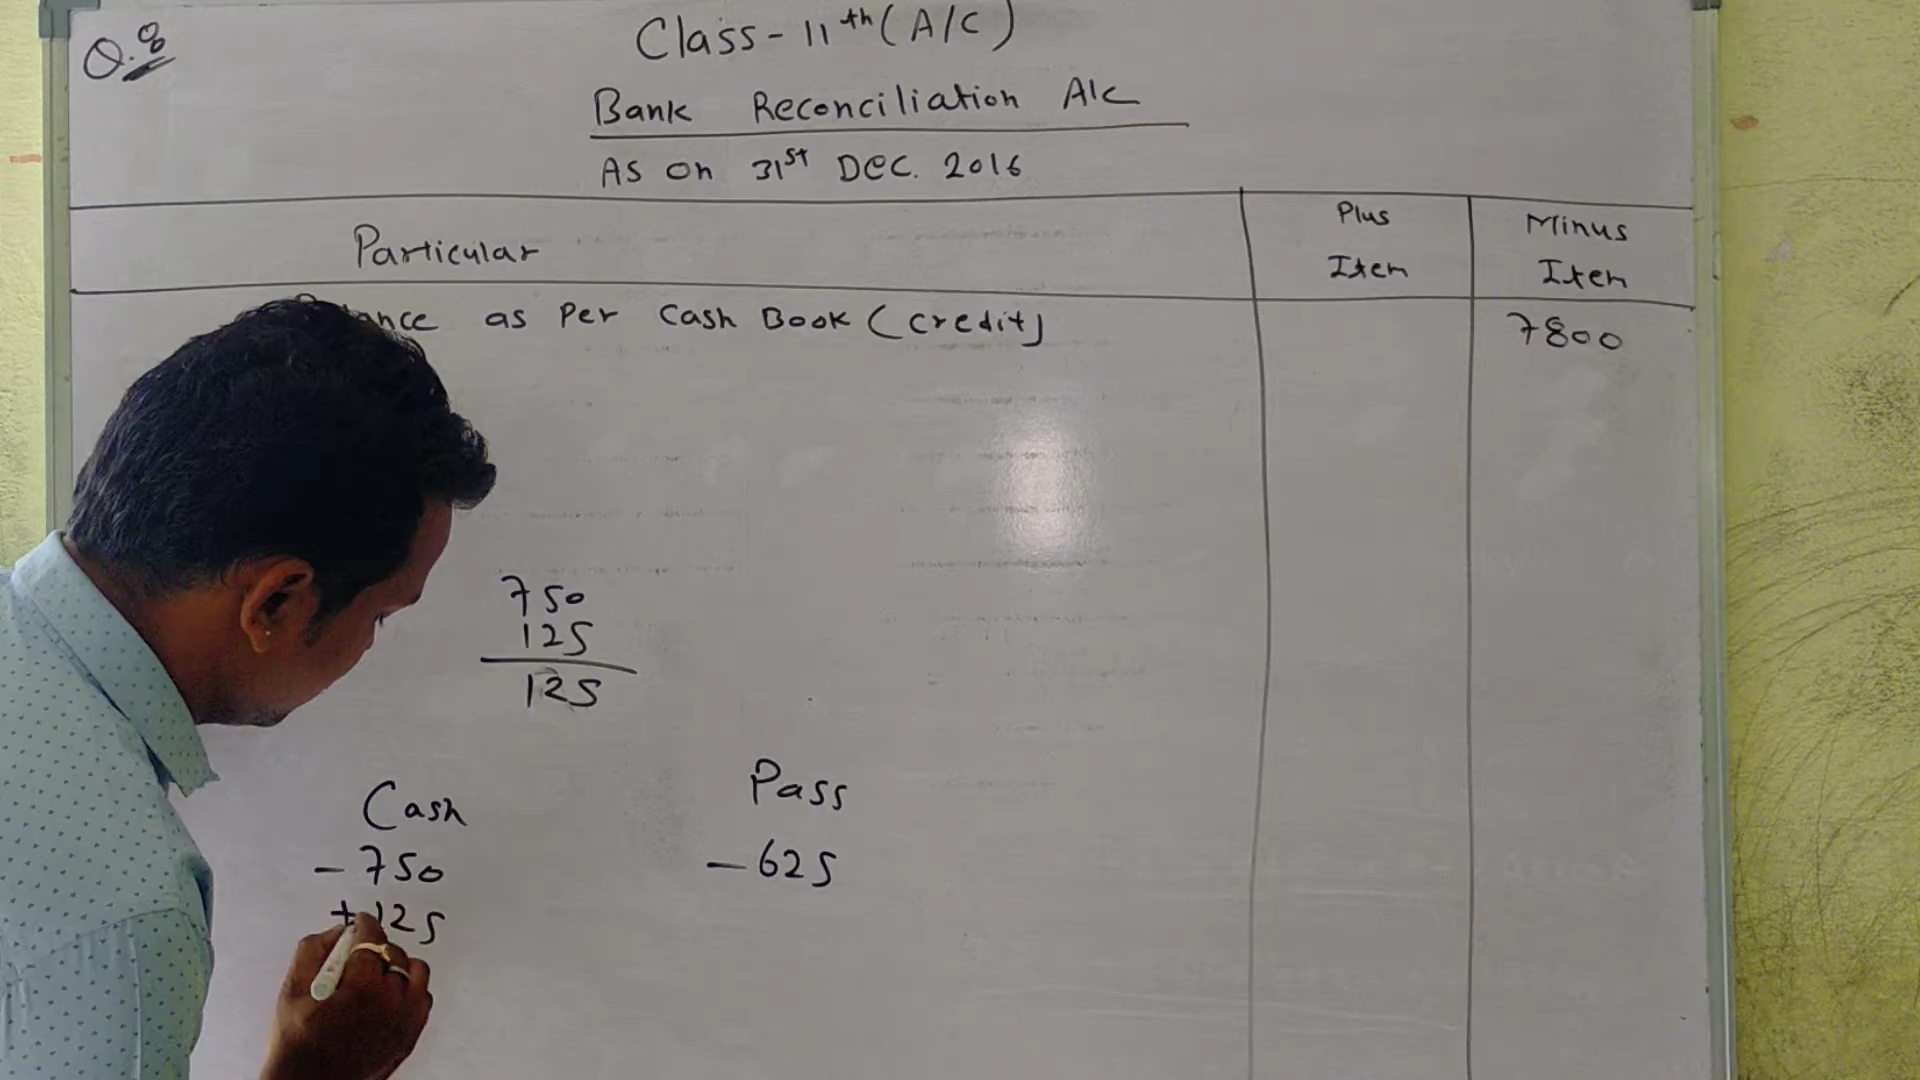 Q.8
Class-11th (A/C)
Bank Reconciliation A/c
As on 31st Dec. 2016
Particular
Plus Item
Minus Item
as Per Cash Book (credit)
7800
750
125
125
Cash
Pass
-750
-625
+125